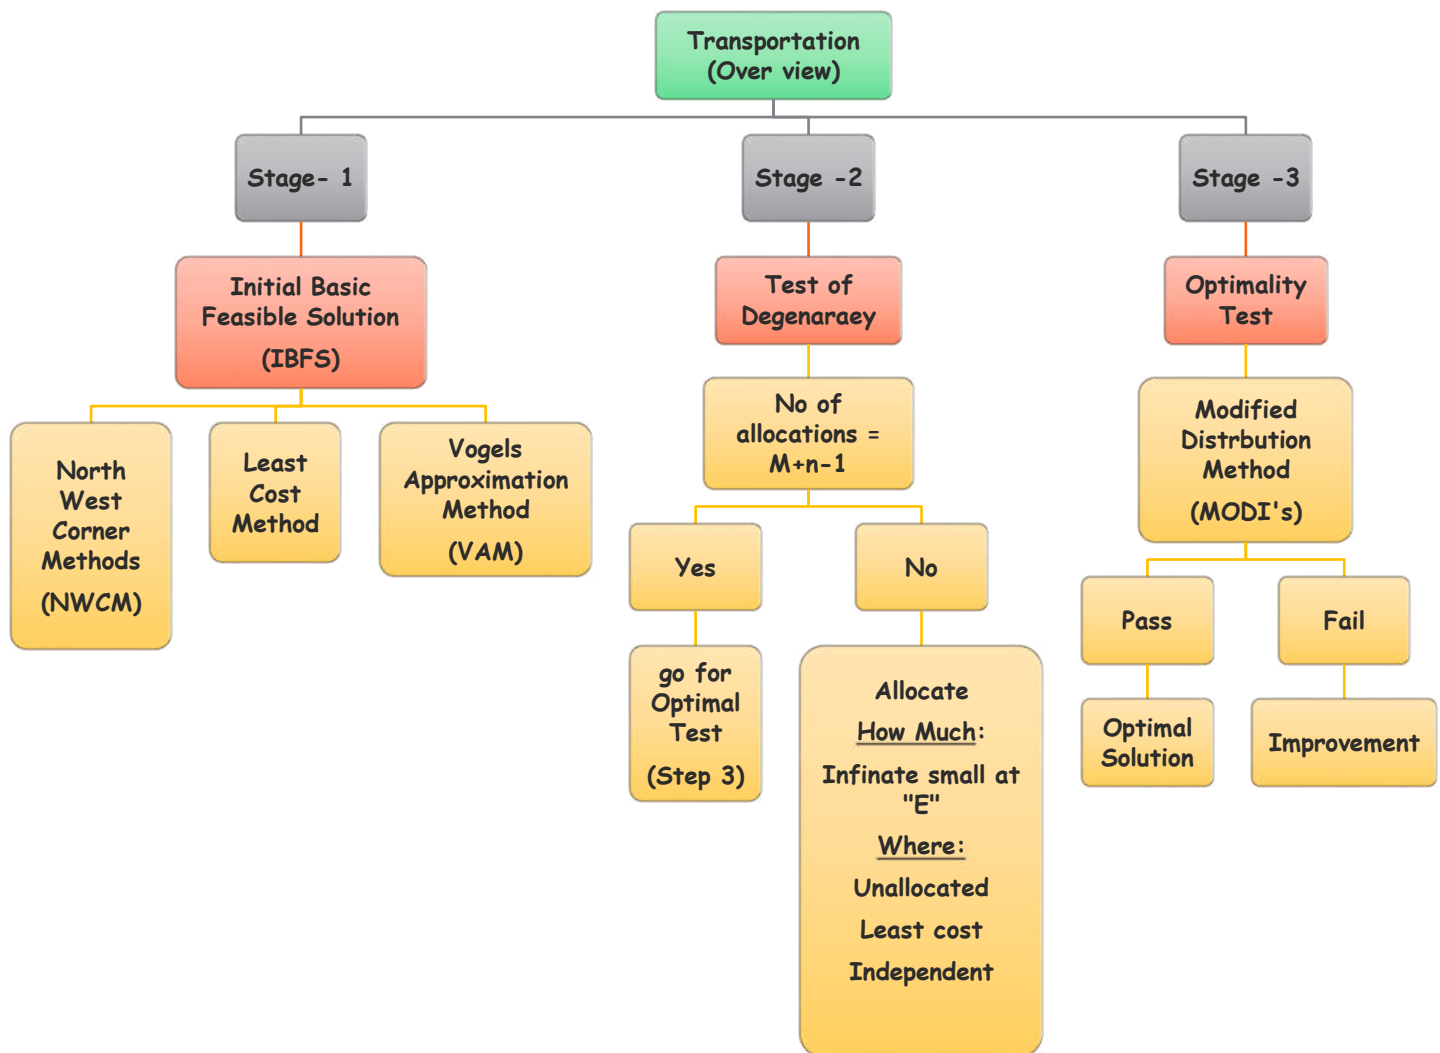 Transportation
(Over view)
Stage- 1
Stage -2
Stage -3
Initial Basic
Feasible Solution
(IBFS)
Test of
Degenaraey
Optimality
Test
North
West
Corner
Methods
(NWCM)
Least
Cost
Method
Vogels
Approximation
Method
(VAM)
No of
allocations =
M+n-1
Modified
Distrbution
Method
(MODI's)
Yes
No
Pass
Fail
go for
Optimal
Test
(Step 3)
Allocate
How Much:
Infinate small at
"E"
Where:
Unallocated
Least cost
Independent
Optimal
Solution
Improvement